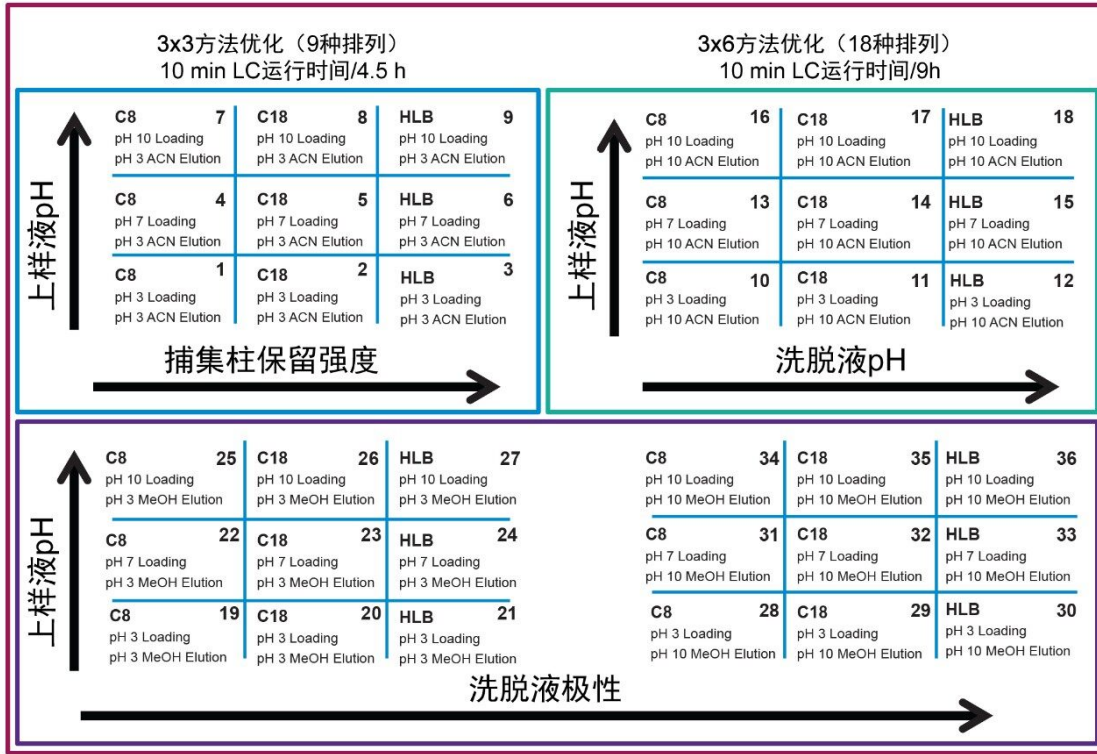 3x3方法优化（9种排列）
10 min LC运行时间/4.5 h
上样液pH
C8 7
pH 10 Loading
pH 3 ACN Elution
C18 8
pH 10 Loading
pH 3 ACN Elution
HLB 9
pH 10 Loading
pH 3 ACN Elution
C8 4
pH 7 Loading
pH 3 ACN Elution
C18 5
pH 7 Loading
pH 3 ACN Elution
HLB 6
pH 7 Loading
pH 3 ACN Elution
C8 1
pH 3 Loading
pH 3 ACN Elution
C18 2
pH 3 Loading
pH 3 ACN Elution
HLB 3
pH 3 Loading
pH 3 ACN Elution
捕集柱保留强度
3x6方法优化（18种排列）
10 min LC运行时间/9h
上样液pH
C8 16
pH 10 Loading
pH 10 ACN Elution
C18 17
pH 10 Loading
pH 10 ACN Elution
HLB 18
pH 10 Loading
pH 10 ACN Elution
C8 13
pH 7 Loading
pH 10 ACN Elution
C18 14
pH 7 Loading
pH 10 ACN Elution
HLB 15
pH 7 Loading
pH 10 ACN Elution
C8 10
pH 3 Loading
pH 10 ACN Elution
C18 11
pH 3 Loading
pH 10 ACN Elution
HLB 12
pH 3 Loading
pH 10 ACN Elution
洗脱液pH
上样液pH
C8 25
pH 10 Loading
pH 3 MeOH Elution
C18 26
pH 10 Loading
pH 3 MeOH Elution
HLB 27
pH 10 Loading
pH 3 MeOH Elution
C8 34
pH 10 Loading
pH 10 MeOH Elution
C18 35
pH 10 Loading
pH 10 MeOH Elution
HLB 36
pH 10 Loading
pH 10 MeOH Elution
C8 22
pH 7 Loading
pH 3 MeOH Elution
C18 23
pH 7 Loading
pH 3 MeOH Elution
HLB 24
pH 7 Loading
pH 3 MeOH Elution
C8 31
pH 7 Loading
pH 10 MeOH Elution
C18 32
pH 7 Loading
pH 10 MeOH Elution
HLB 33
pH 7 Loading
pH 10 MeOH Elution
C8 19
pH 3 Loading
pH 3 MeOH Elution
C18 20
pH 3 Loading
pH 3 MeOH Elution
HLB 21
pH 3 Loading
pH 3 MeOH Elution
C8 28
pH 3 Loading
pH 10 MeOH Elution
C18 29
pH 3 Loading
pH 10 MeOH Elution
HLB 30
pH 3 Loading
pH 10 MeOH Elution
洗脱液极性